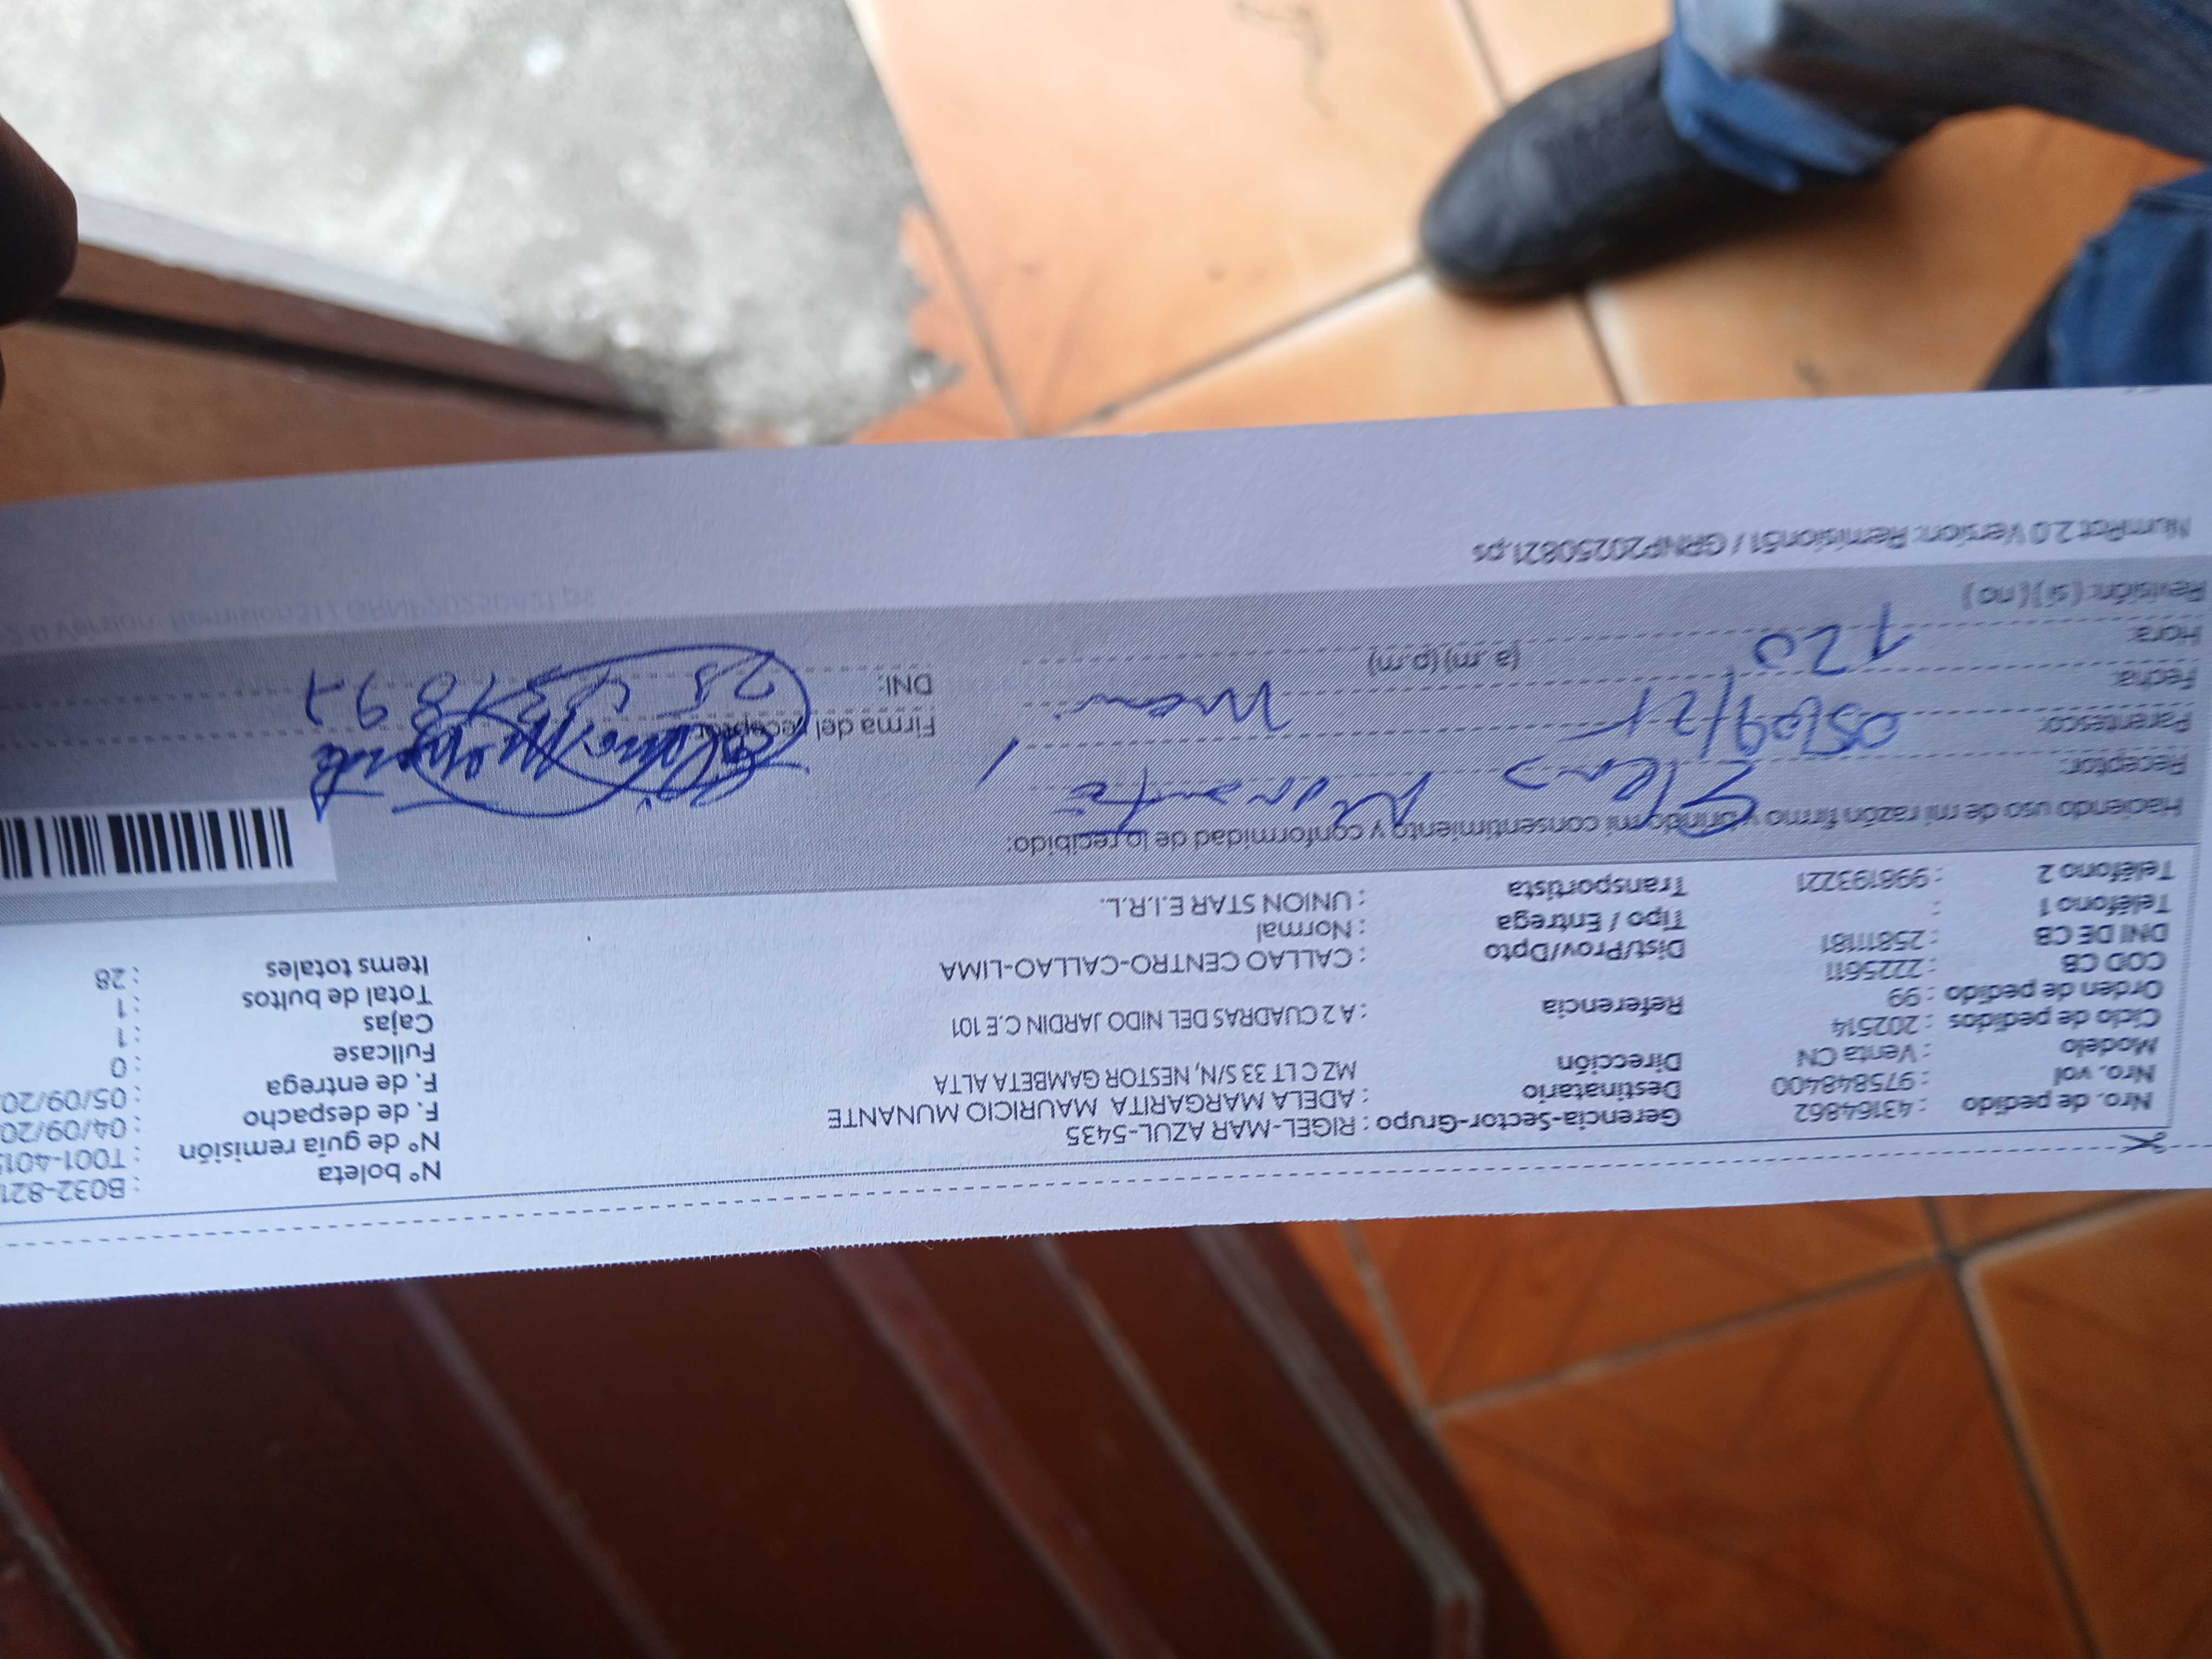 Nro. de pedido : 43164862 Gerencia-Sector-Grupo : RIGEL-MAR AZUL-5435 N° boleta : B032-821
Nro. vol : 975848400 Destinatario : ADELA MARGARITA MAURICIO MUNANTE N° de guía remisión : T001-401
Modelo : Venta CN Dirección MZ C LT 33 S/N, NESTOR GAMBETA ALTA F. de despacho : 04/09/20
Ciclo de pedidos : 202514 F. de entrega : 05/09/20
Orden de pedido : 99 Referencia : A 2 CUADRAS DEL NIDO JARDIN C.E 101 Fullcase : 0
COD CB : 2225611 Cajas : 1
DNI DE CB : 25811181 Dist/Prov/Dpto : CALLAO CENTRO-CALLAO-LIMA Total de bultos : 1
Teléfono 1 : Tipo / Entrega : Normal Items totales : 28
Teléfono 2 : 998193221 Transportista : UNION STAR E.I.R.L.
Haciendo uso de mi razón firmo y brindo mi consentimiento y conformidad de lo recibido:
Receptor:
Parentesco: Firma del receptor
Fecha: 05/09/25 DNI:
Hora: 120 (a.m) (p.m)
Revisión: (si) (no)
NumRot 2.0 Version: Remision51 / GRNP20250821.ps